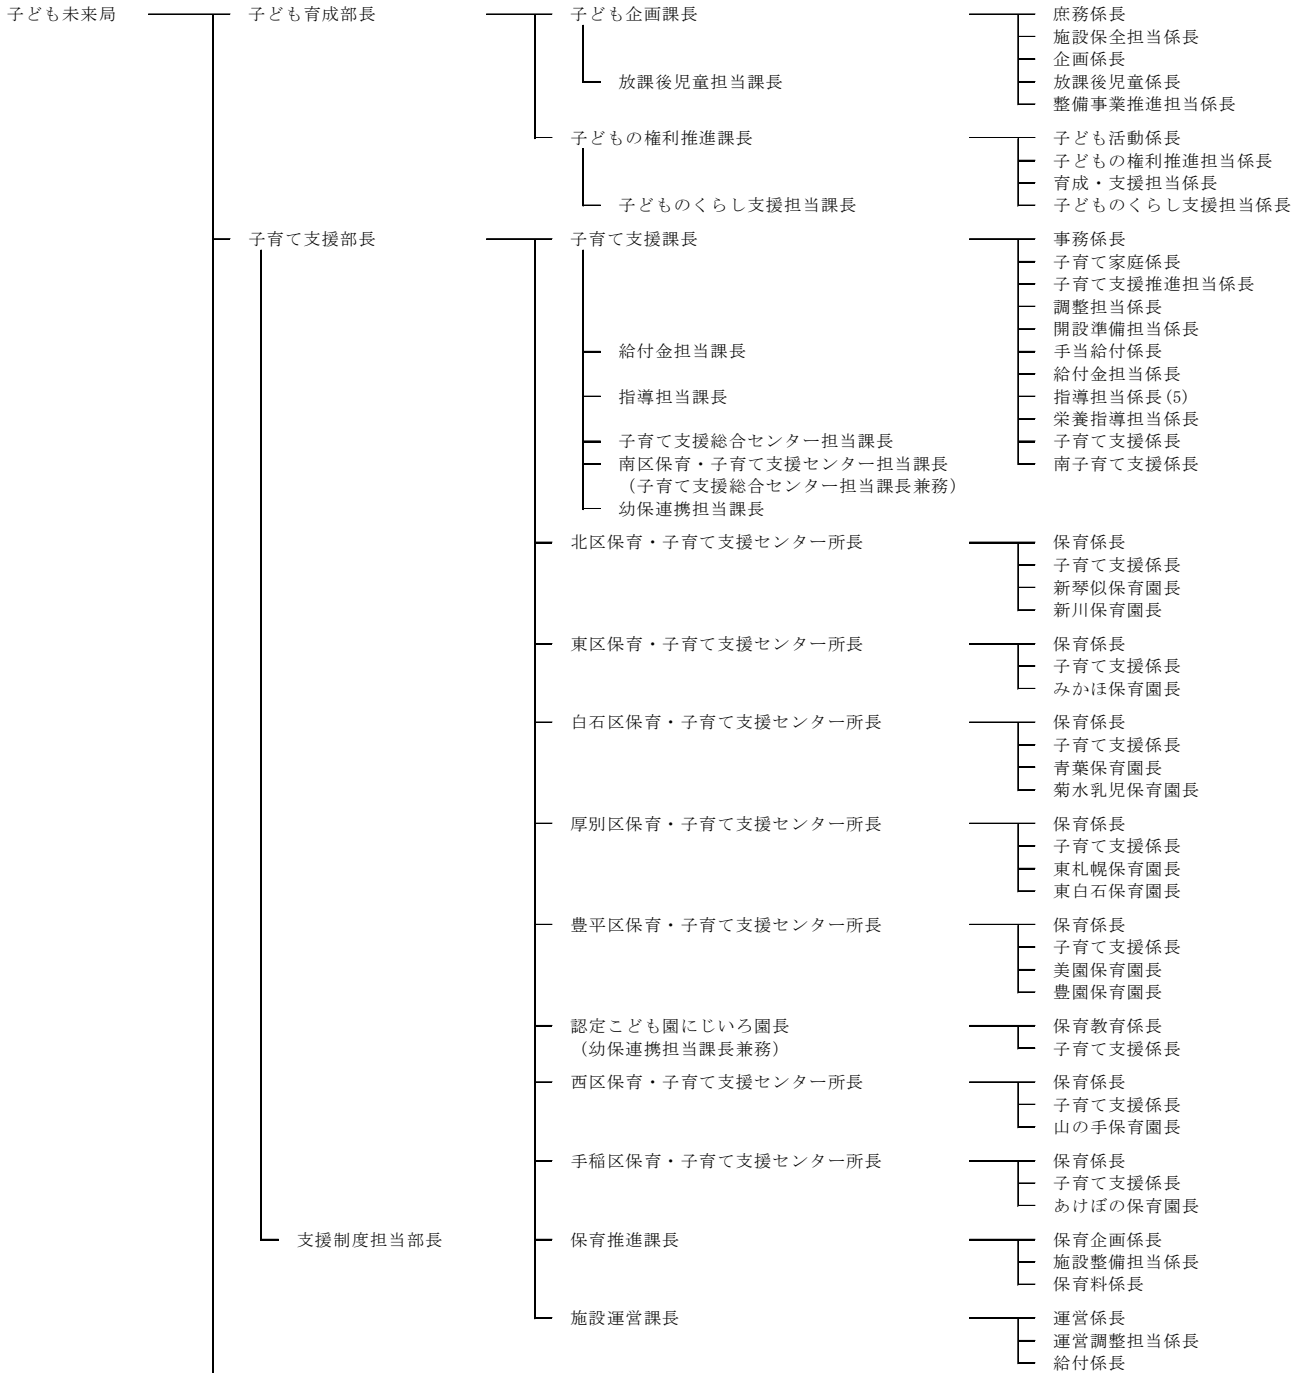 子ども未来局 子ども育成部長 子ども企画課長 庶務係長
施設保全担当係長
企画係長
放課後児童担当課長 放課後児童係長
整備事業推進担当係長
子どもの権利推進課長 子ども活動係長
子どもの権利推進担当係長
育成・支援担当係長
子どものくらし支援担当課長 子どものくらし支援担当係長
子育て支援部長 子育て支援課長 事務係長
子育て家庭係長
子育て支援推進担当係長
調整担当係長
開設準備担当係長
給付金担当課長 手当給付係長
給付金担当係長
指導担当課長 指導担当係長(5)
栄養指導担当係長
子育て支援総合センター担当課長 子育て支援係長
南区保育・子育て支援センター担当課長 南子育て支援係長
(子育て支援総合センター担当課長兼務)
幼保連携担当課長
北区保育・子育て支援センター所長 保育係長
子育て支援係長
新琴似保育園長
新川保育園長
東区保育・子育て支援センター所長 保育係長
子育て支援係長
みかほ保育園長
白石区保育・子育て支援センター所長 保育係長
子育て支援係長
青葉保育園長
菊水乳児保育園長
厚別区保育・子育て支援センター所長 保育係長
子育て支援係長
東札幌保育園長
東白石保育園長
豊平区保育・子育て支援センター所長 保育係長
子育て支援係長
美園保育園長
豊園保育園長
認定こども園にじいろ園長 保育教育係長
(幼保連携担当課長兼務) 子育て支援係長
西区保育・子育て支援センター所長 保育係長
子育て支援係長
山の手保育園長
手稲区保育・子育て支援センター所長 保育係長
子育て支援係長
あけぼの保育園長
支援制度担当部長 保育推進課長 保育企画係長
施設整備担当係長
保育料係長
施設運営課長 運営係長
運営調整担当係長
給付係長